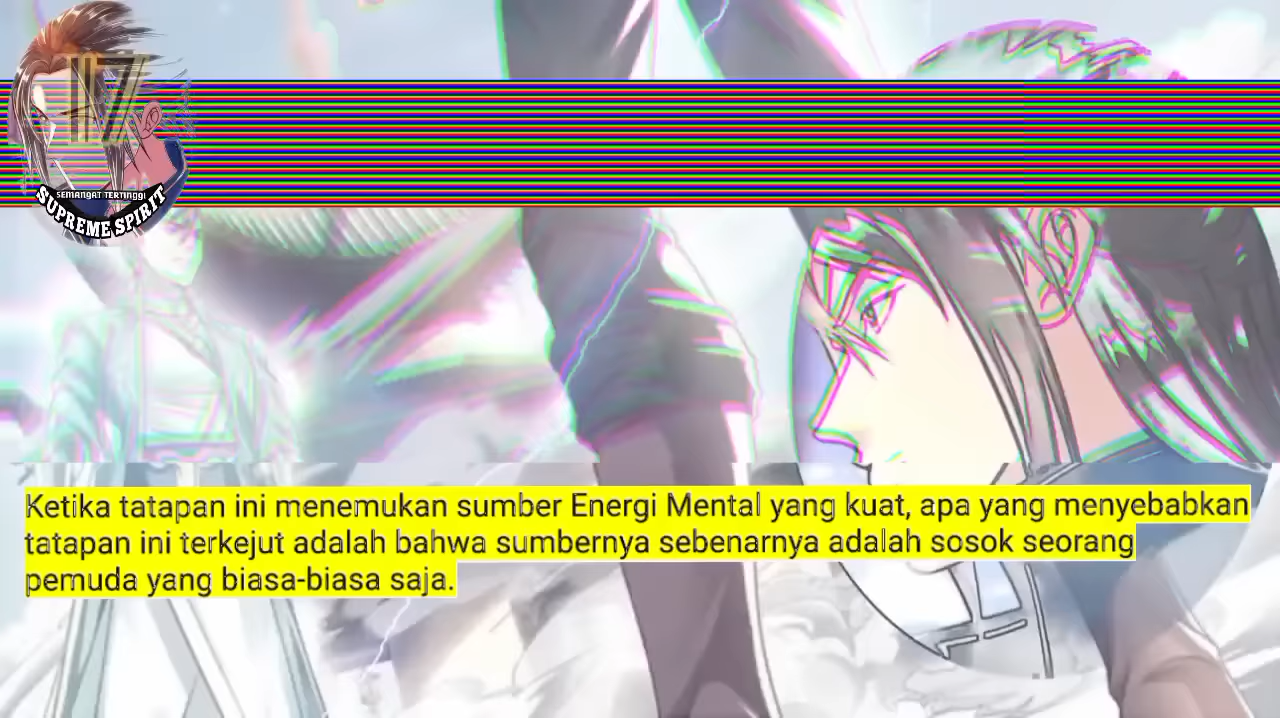 17
SEMANGAT TERTINGGI
SUPREME SPIRIT
Ketika tatapan ini menemukan sumber Energi Mental yang kuat, apa yang menyebabkan
tatapan ini terkejut adalah bahwa sumbernya sebenarnya adalah sosok seorang
pemuda yang biasa-biasa saja.